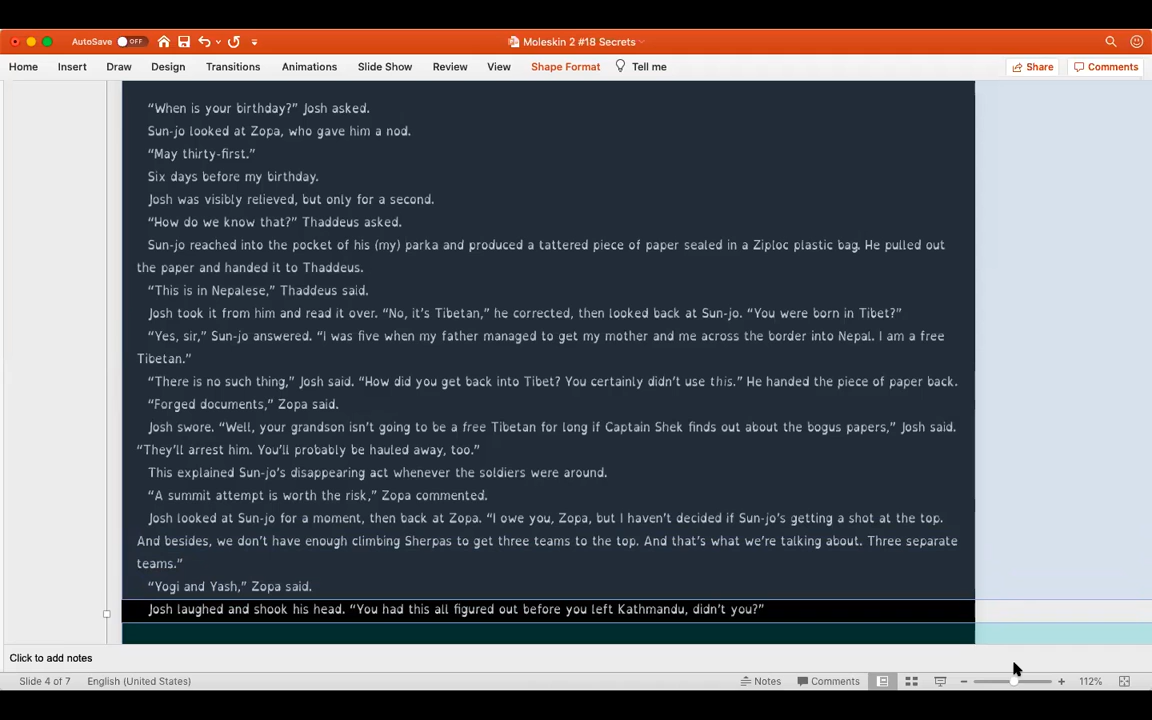 AutoSave OFF Moleskin 2 #18 Secrets
Home Insert Draw Design Transitions Animations Slide Show Review View Shape Format Tell me Share Comments
“When is your birthday?” Josh asked.
Sun-jo looked at Zopa, who gave him a nod.
“May thirty-first.”
Six days before my birthday.
Josh was visibly relieved, but only for a second.
“How do we know that?” Thaddeus asked.
Sun-jo reached into the pocket of his (my) parka and produced a tattered piece of paper sealed in a Ziploc plastic bag. He pulled out
the paper and handed it to Thaddeus.
“This is in Nepalese,” Thaddeus said.
Josh took it from him and read it over. “No, it’s Tibetan,” he corrected, then looked back at Sun-jo. “You were born in Tibet?”
“Yes, sir,” Sun-jo answered. “I was five when my father managed to get my mother and me across the border into Nepal. I am a free
Tibetan.”
“There is no such thing,” Josh said. “How did you get back into Tibet? You certainly didn’t use this.” He handed the piece of paper back.
“Forged documents,” Zopa said.
Josh swore. “Well, your grandson isn’t going to be a free Tibetan for long if Captain Shek finds out about the bogus papers,” Josh said.
“They’ll arrest him. You’ll probably be hauled away, too.”
This explained Sun-jo’s disappearing act whenever the soldiers were around.
“A summit attempt is worth the risk,” Zopa commented.
Josh looked at Sun-jo for a moment, then back at Zopa. “I owe you, Zopa, but I haven’t decided if Sun-jo’s getting a shot at the top.
And besides, we don’t have enough climbing Sherpas to get three teams to the top. And that’s what we’re talking about. Three separate
teams.”
“Yogi and Yash,” Zopa said.
Josh laughed and shook his head. “You had this all figured out before you left Kathmandu, didn’t you?”
Click to add notes
Slide 4 of 7 English (United States) Notes Comments 112%